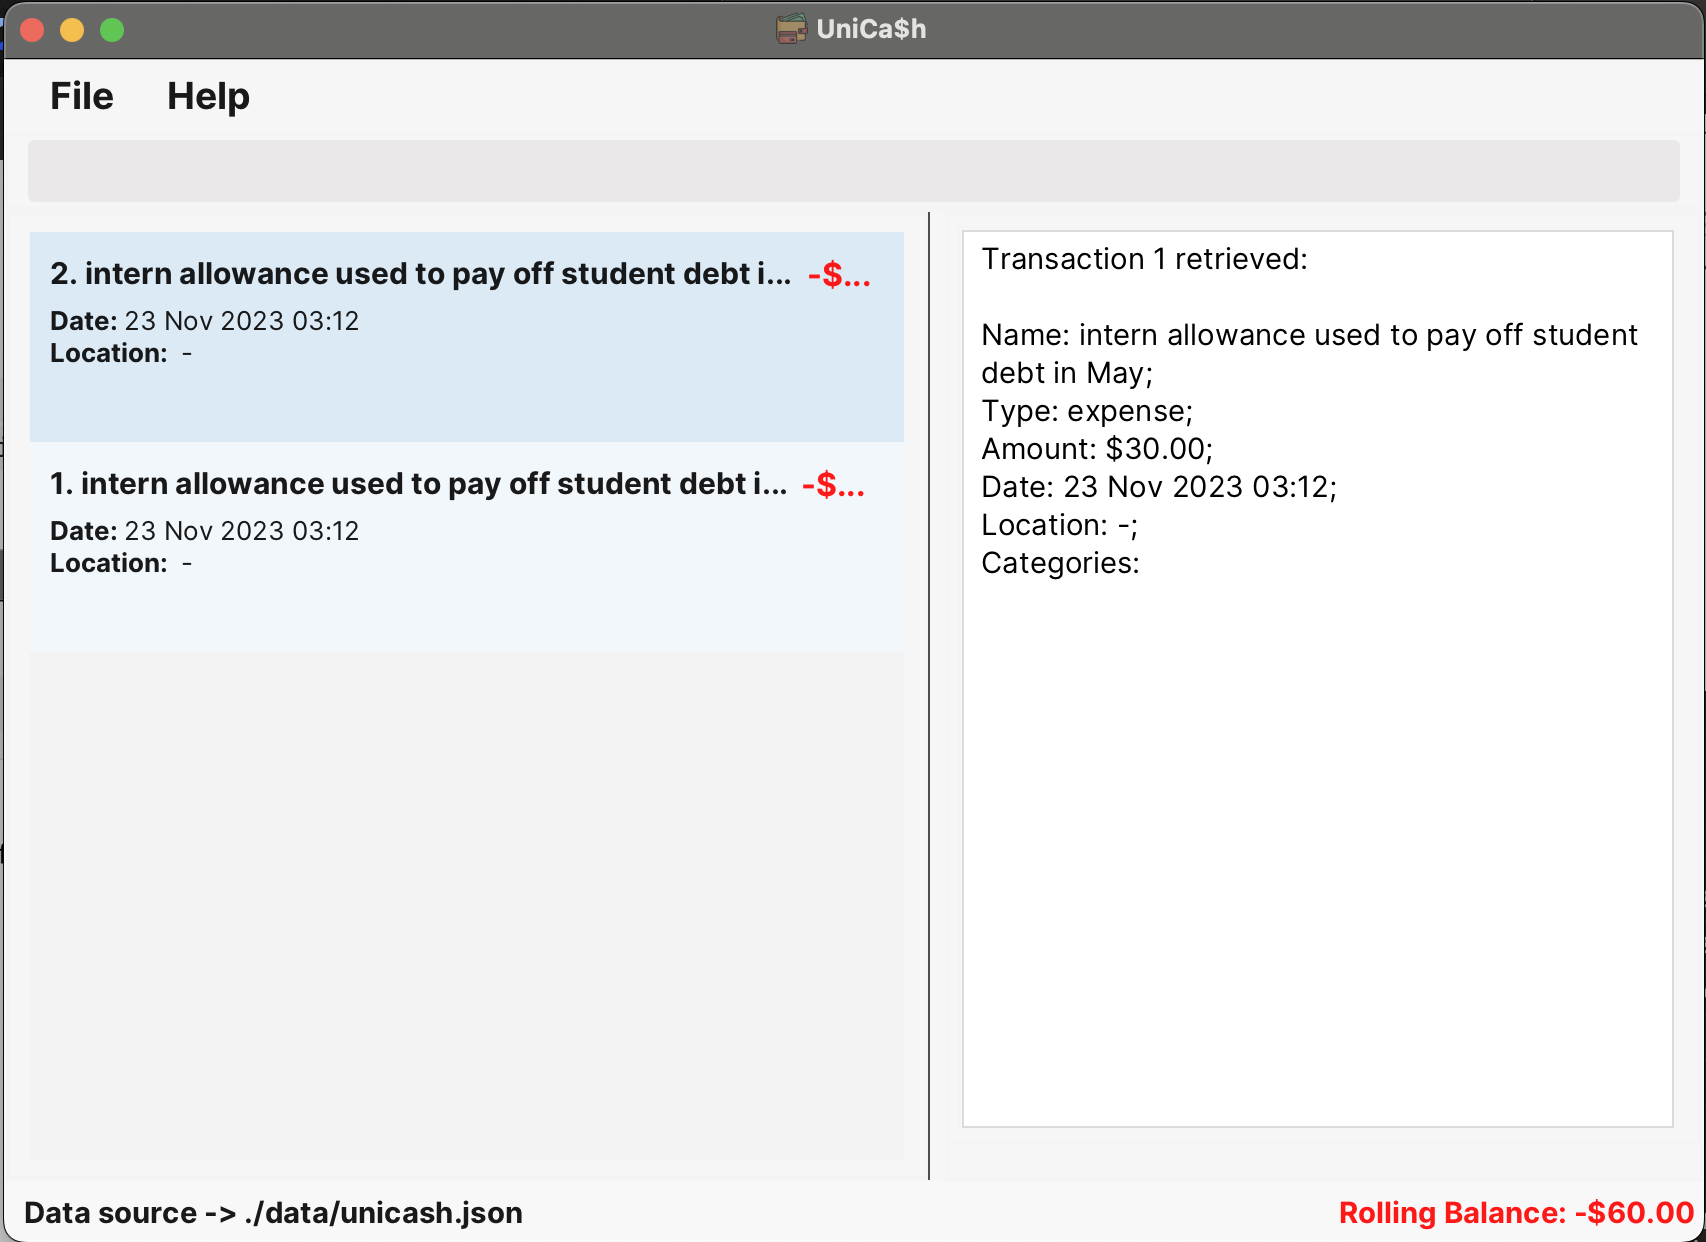 UniCa$h
File Help
2. intern allowance used to pay off student debt i... -$...
Date: 23 Nov 2023 03:12
Location: -
1. intern allowance used to pay off student debt i... -$...
Date: 23 Nov 2023 03:12
Location: -
Transaction 1 retrieved:
Name: intern allowance used to pay off student
debt in May;
Type: expense;
Amount: $30.00;
Date: 23 Nov 2023 03:12;
Location: -;
Categories:
Data source -> ./data/unicash.json
Rolling Balance: -$60.00